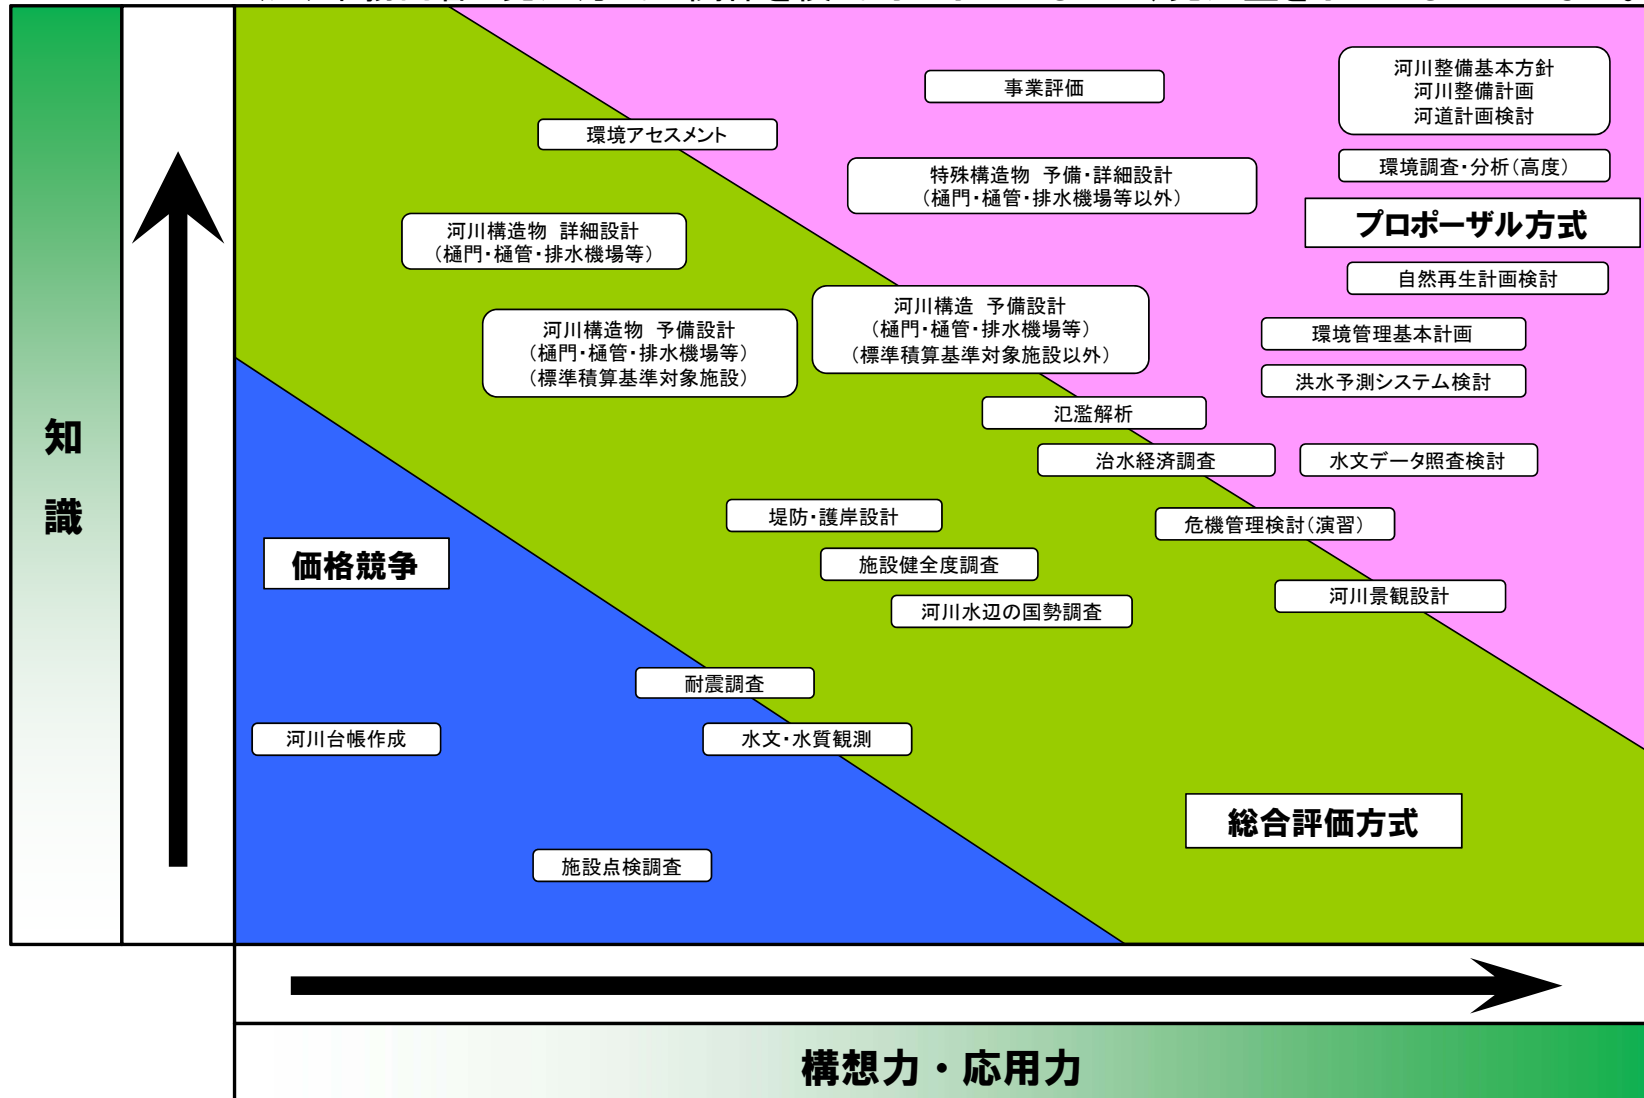 事業評価
河川整備基本方針
河川整備計画
河道計画検討
環境アセスメント
特殊構造物 予備・詳細設計
(樋門・樋管・排水機場等以外)
環境調査・分析(高度)
プロポーザル方式
河川構造物 詳細設計
(樋門・樋管・排水機場等)
自然再生計画検討
河川構造物 予備設計
(樋門・樋管・排水機場等)
(標準積算基準対象施設)
河川構造 予備設計
(樋門・樋管・排水機場等)
(標準積算基準対象施設以外)
環境管理基本計画
洪水予測システム検討
氾濫解析
治水経済調査
水文データ照査検討
知
識
堤防・護岸設計
危機管理検討(演習)
価格競争
施設健全度調査
河川水辺の国勢調査
河川景観設計
耐震調査
河川台帳作成
水文・水質観測
総合評価方式
施設点検調査
構想力・応用力